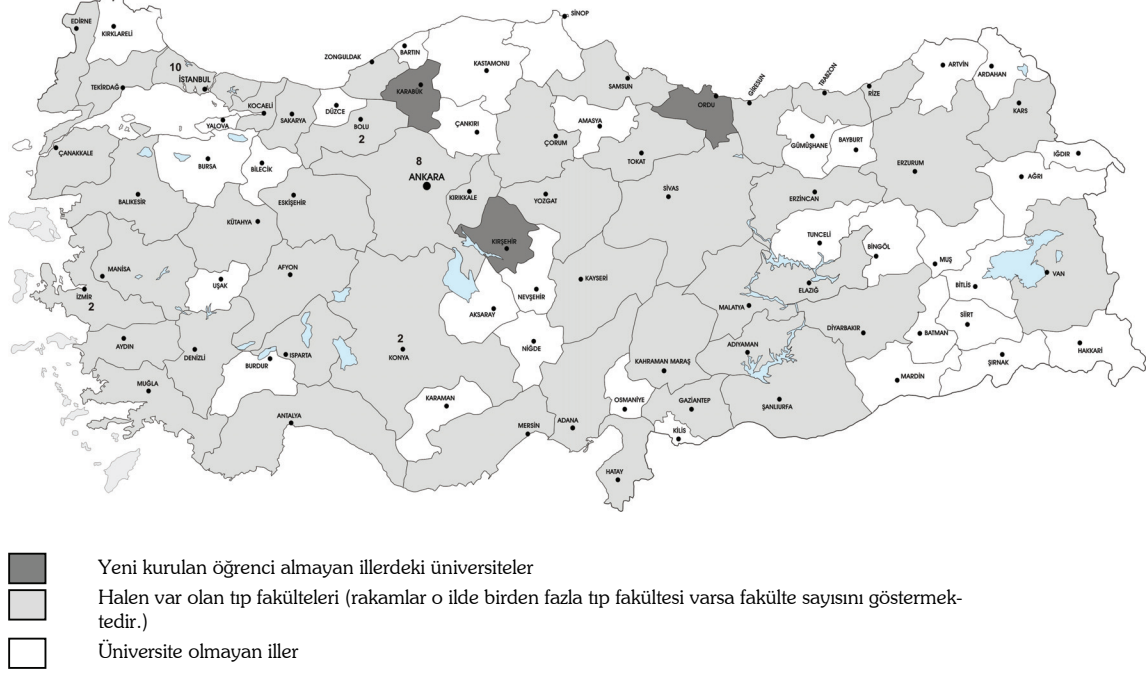 SİNOP
EDİRNE
KIRKLARELİ
BARTIN
ZONGULDAK
KASTAMONU
ARTVİN
ARDAHAN
10
İSTANBUL
TEKİRDAĞ
KARABÜK
SAMSUN
ORDU
GİRESUN
TRABZON
RİZE
KARS
KOCAELİ
YALOVA
SAKARYA
DÜZCE
BOLU
2
ÇANKIRI
AMASYA
ÇORUM
TOKAT
GÜMÜŞHANE
BAYBURT
ERZURUM
IĞDIR
AĞRI
ÇANAKKALE
BURSA
BİLECİK
8
ANKARA
KIRIKKALE
YOZGAT
SİVAS
ERZİNCAN
BALIKESİR
ESKİŞEHİR
KÜTAHYA
KIRŞEHİR
TUNCELİ
BİNGÖL
MUŞ
VAN
MANİSA
UŞAK
AFYON
KAYSERİ
NEVŞEHİR
ELAZIĞ
BİTLİS
İZMİR
2
AKSARAY
MALATYA
SİİRT
AYDIN
DENİZLİ
ISPARTA
BURDUR
2
KONYA
NİĞDE
ADIYAMAN
DİYARBAKIR
BATMAN
HAKKARİ
ŞIRNAK
MARDİN
MUĞLA
KAHRAMAN MARAŞ
ANTALYA
KARAMAN
OSMANİYE
GAZİANTEP
ŞANLIURFA
MERSİN
ADANA
KİLİS
HATAY
Yeni kurulan öğrenci almayan illerdeki üniversiteler
Halen var olan tıp fakülteleri (rakamlar o ilde birden fazla tıp fakültesi varsa fakülte sayısını göstermek-
tedir.)
Üniversite olmayan iller